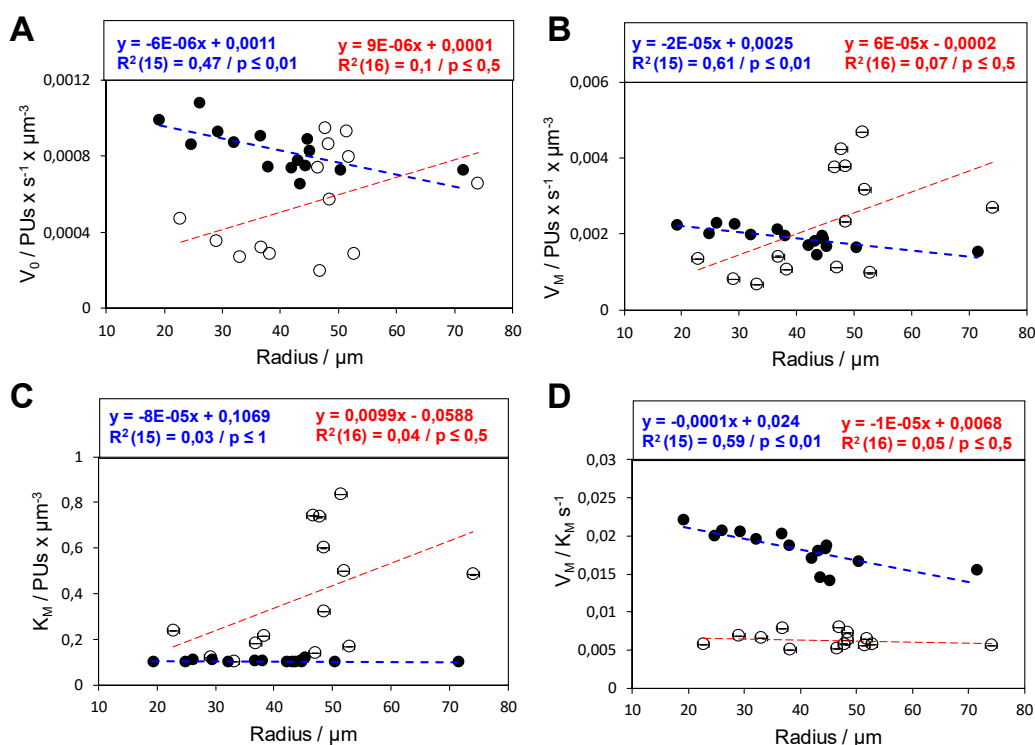 A
y = -6E-06x + 0,0011
R² (15) = 0,47 / p ≤ 0,01
9E-06x + 0,0001
R² (16) = 0,1 / p ≤ 0,5
0,0012
0,0008
0,0004
0
V₀ / PUs x s⁻¹ x µm⁻³
10 20 30 40 50 60 70 80
Radius / µm
B
y = -2E-05x + 0,0025
R² (15) = 0,61 / p ≤ 0,01
y = 6E-05x - 0,0002
R² (16) = 0,07 / p ≤ 0,5
0,006
0,004
0,002
0
V_M / PUs x s⁻¹ x µm⁻³
10 20 30 40 50 60 70 80
Radius / µm
C
y = -8E-05x + 0,1069
R² (15) = 0,03 / p ≤ 1
y = 0,0099x - 0,0588
R² (16) = 0,04 / p ≤ 0,5
1
0,8
0,6
0,4
0,2
0
K_M / PUs x µm⁻³
10 20 30 40 50 60 70 80
Radius / µm
D
y = -0,0001x + 0,024
R² (15) = 0,59 / p ≤ 0,01
y = -1E-05x + 0,0068
R² (16) = 0,05 / p ≤ 0,5
0,03
0,025
0,02
0,015
0,01
0,005
0
V_M / K_M s⁻¹
10 20 30 40 50 60 70 80
Radius / µm